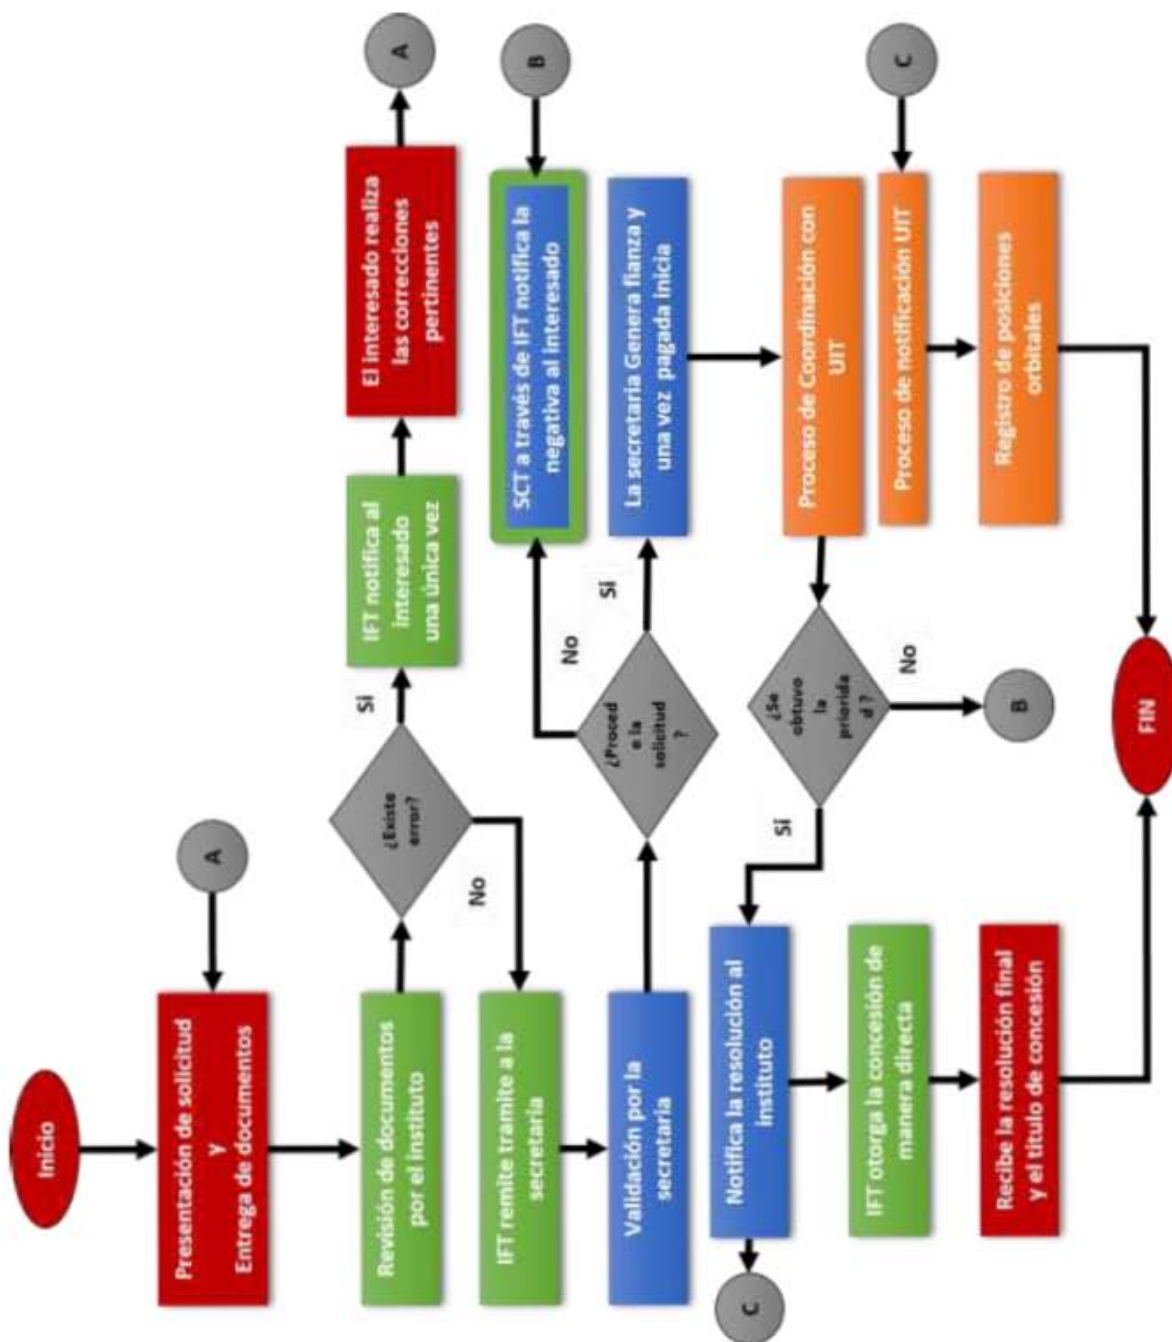 Inicio
Presentación de solicitud
y
Entrega de documentos
A
Revisión de documentos
por el instituto
¿Existe
error?
Si
No
IFT notifica al
interesado
una única vez
El interesado realiza
las correcciones
pertinentes
A
IFT remite tramite a la
secretaria
Validación por la
secretaria
¿Proced
e la
solicitud
?
No
Si
SCT a través de IFT notifica la
negativa al interesado
B
La secretaria Genera fianza y
una vez pagada inicia
Proceso de Coordinación con
UIT
¿Se
obtuvo
la
priorida
d ?
Si
No
B
Notifica la resolución al
instituto
C
C
Proceso de notificación UIT
Registro de posiciones
orbitales
IFT otorga la concesión de
manera directa
Recibe la resolución final
y el titulo de concesión
FIN